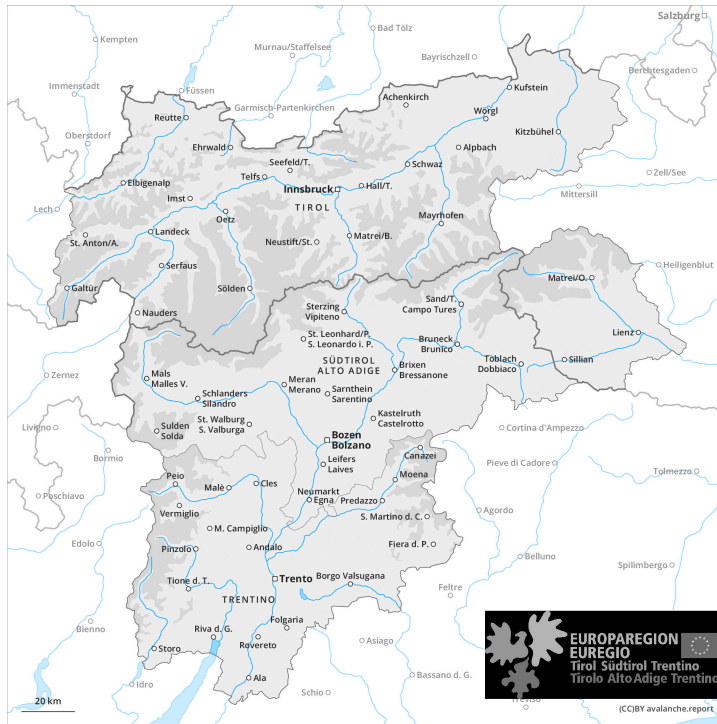 Salzburg
Kempten
Bad Tölz
Murnau/Staffelsee
Bayrischzell
Berchtesgaden
Immenstadt
Füssen
Garmisch-Partenkirchen
Achenkirch
Kufstein
Reutte
Wörgl
Oberstdorf
Kitzbühel
Ehrwald
Seefeld/T.
Alpbach
Schwaz
Telfs
Zell/See
Elbigenalp
Innsbruck
Hall/T.
Mittersill
Imst
TIROL
Lech
Oetz
Mayrhofen
Landeck
St. Anton/A.
Neustift/St.
Matrei/B.
Serfaus
Heiligenblut
Matrei/O.
Galtür
Sölden
Sand/T.
Campo Tures
Nauders
Sterzing
Vipiteno
St. Leonhard/P.
S. Leonardo i. P.
Lienz
Bruneck
Brunico
SÜDTIROL
ALTO ADIGE
Toblach
Dobbiaco
Sillian
Zernez
Mals
Malles V.
Meran
Merano
Brixen
Bressanone
Schlanders
Silandro
Sarnthein
Sarentino
St. Walburg
S. Valburga
Kastelruth
Castelrotto
Livigno
Sulden
Solda
Bozen
Bolzano
Cortina d'Ampezzo
Bormio
Canazei
Leifers
Laives
Pieve di Cadore
Tolmezzo
Peio
Moena
Malè
Cles
Neumarkt
Egna
Predazzo
Poschiavo
Vermiglio
Agordo
M. Campiglio
S. Martino d. C.
Edolo
Pinzolo
Andalo
Fiera d. P.
Belluno
Spilimbergo
Tione d. T.
Trento
Borgo Valsugana
Feltre
TRENTINO
Bienno
Folgaria
Riva d. G.
Rovereto
Asiago
Storo
Ala
Bassano d. G.
Idro
Schio
Treviso
EUROPAREGION
EUREGIO
Tirol Südtirol Trentino
Tirolo Alto Adige Trentino
20 km
(CC)BY avalanche.report